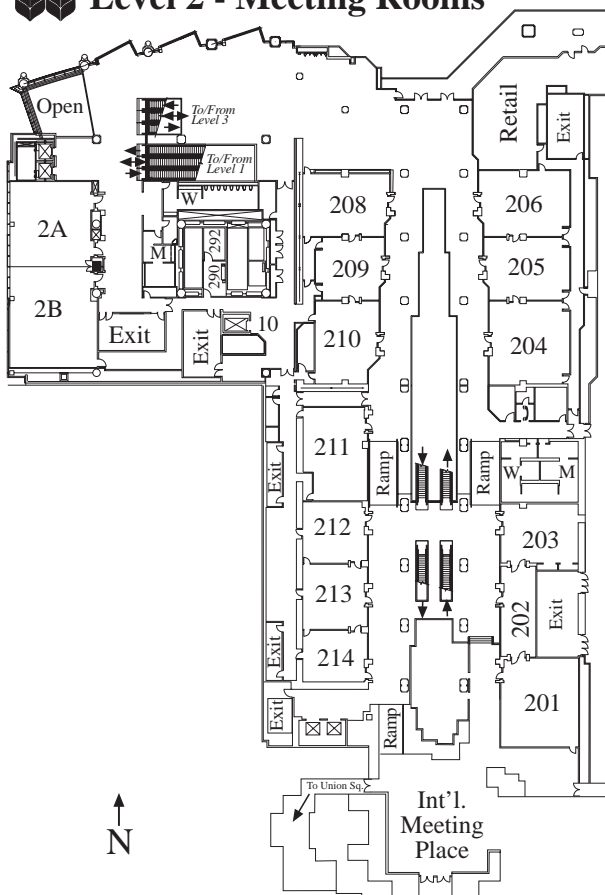 Level 2 - Meeting Rooms
Open
To/From
Level 3
To/From
Level 1
Retail
Exit
W
208
206
2A
M
292
290
209
205
2B
Exit
Exit
10
210
204
211
Exit
Ramp
Ramp
W
M
212
203
213
202
Exit
Exit
214
201
Exit
Ramp
To Union Sq.
Int'l.
Meeting
Place
N